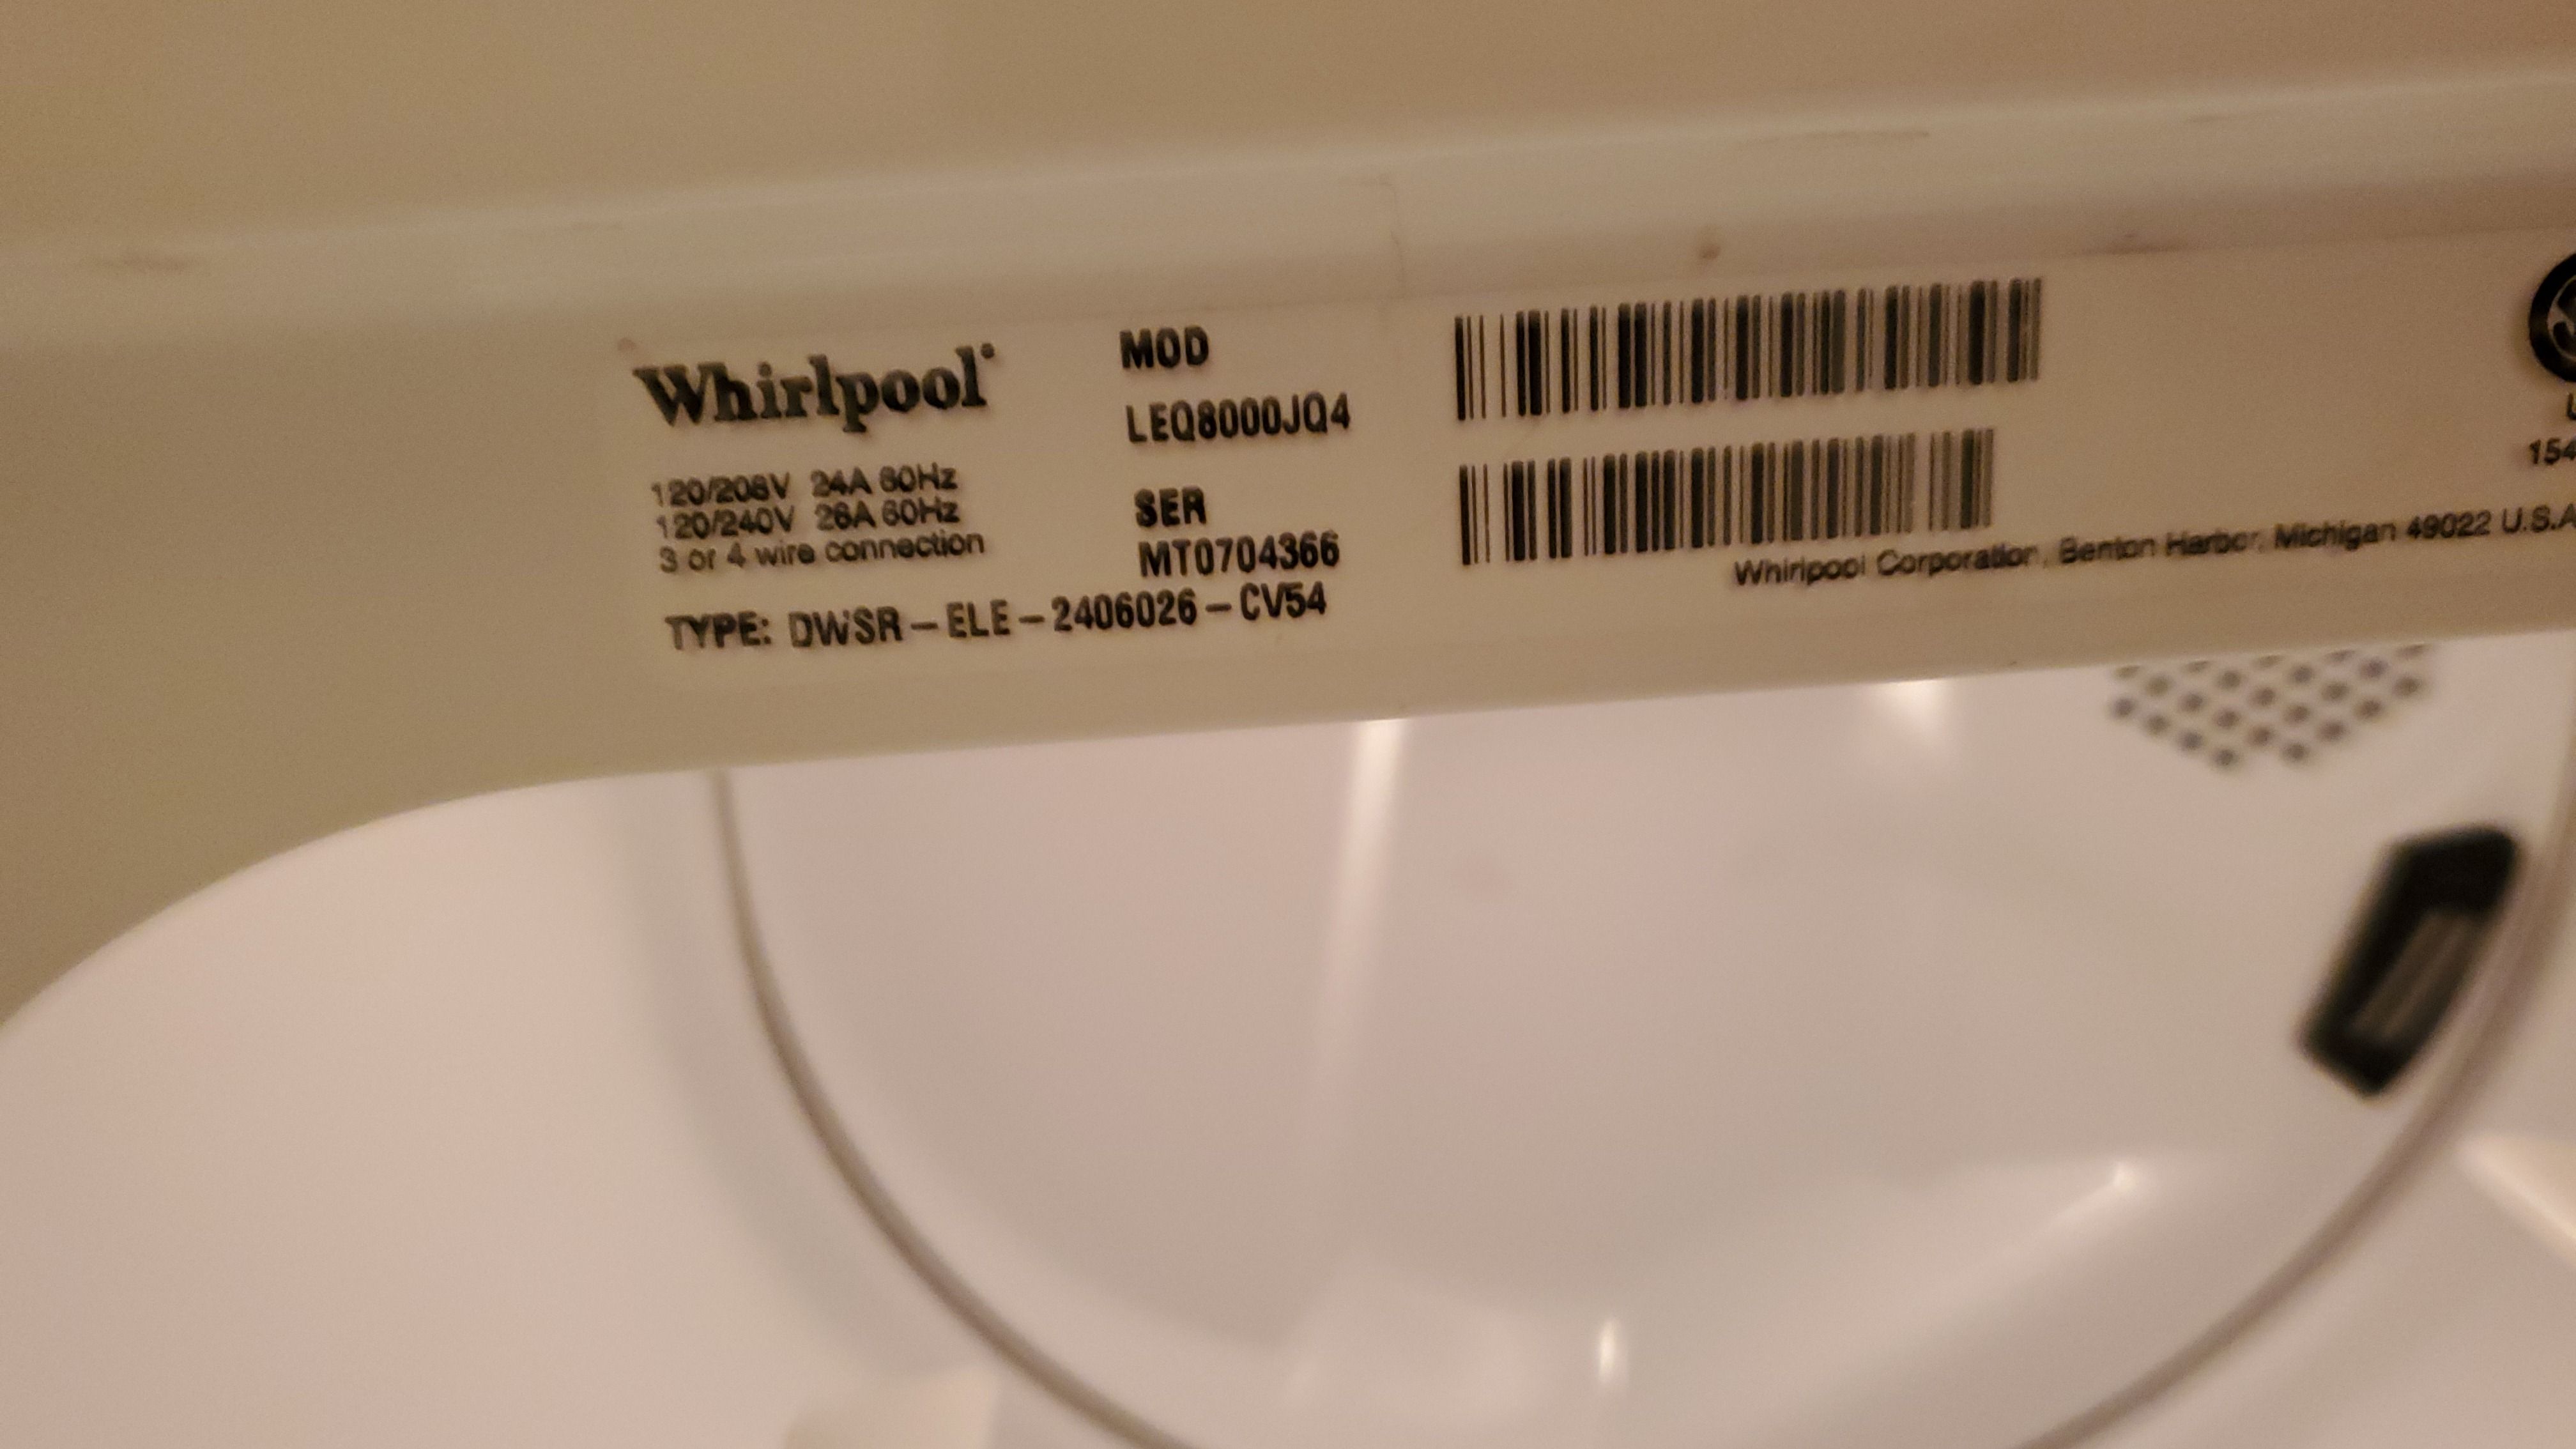 Whirlpool
120/208V 24A 60Hz
120/240V 26A 60Hz
3 or 4 wire connection
TYPE: DWSR-ELE-2406026-CV54
MOD
LEQ8000JQ4
SER
MT0704366
Whirlpool Corporation, Benton Harbor, Michigan 49022 U.S.A
154